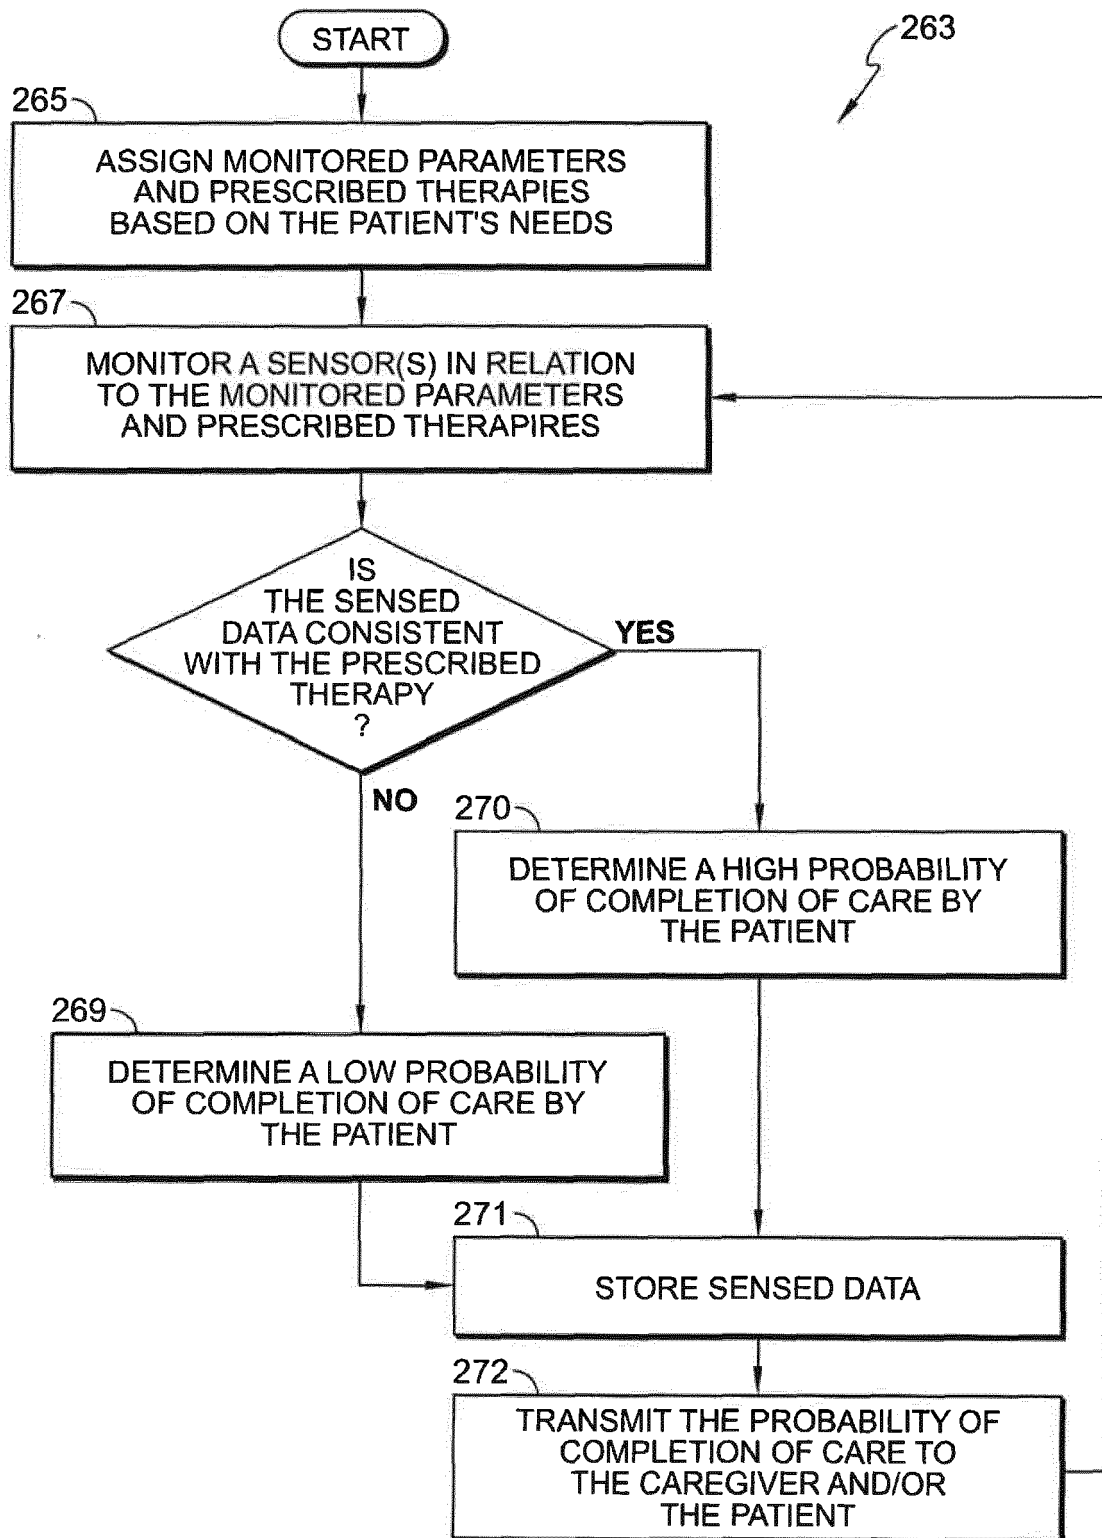 START
263
265
ASSIGN MONITORED PARAMETERS
AND PRESCRIBED THERAPIES
BASED ON THE PATIENT'S NEEDS
267
MONITOR A SENSOR(S) IN RELATION
TO THE MONITORED PARAMETERS
AND PRESCRIBED THERAPIRES
IS
THE SENSED
DATA CONSISTENT
WITH THE PRESCRIBED
THERAPY
?
YES
NO
270
DETERMINE A HIGH PROBABILITY
OF COMPLETION OF CARE BY
THE PATIENT
269
DETERMINE A LOW PROBABILITY
OF COMPLETION OF CARE BY
THE PATIENT
271
STORE SENSED DATA
272
TRANSMIT THE PROBABILITY OF
COMPLETION OF CARE TO
THE CAREGIVER AND/OR
THE PATIENT